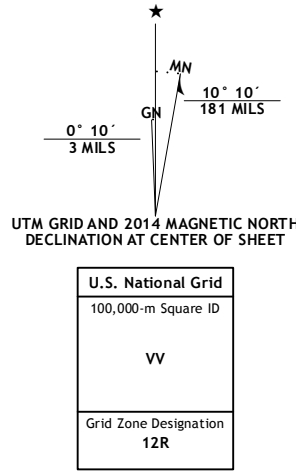 MN
GN
10° 10´
181 MILS
0° 10´
3 MILS
UTM GRID AND 2014 MAGNETIC NORTH
DECLINATION AT CENTER OF SHEET
U.S. National Grid
100,000-m Square ID
VV
Grid Zone Designation
12R